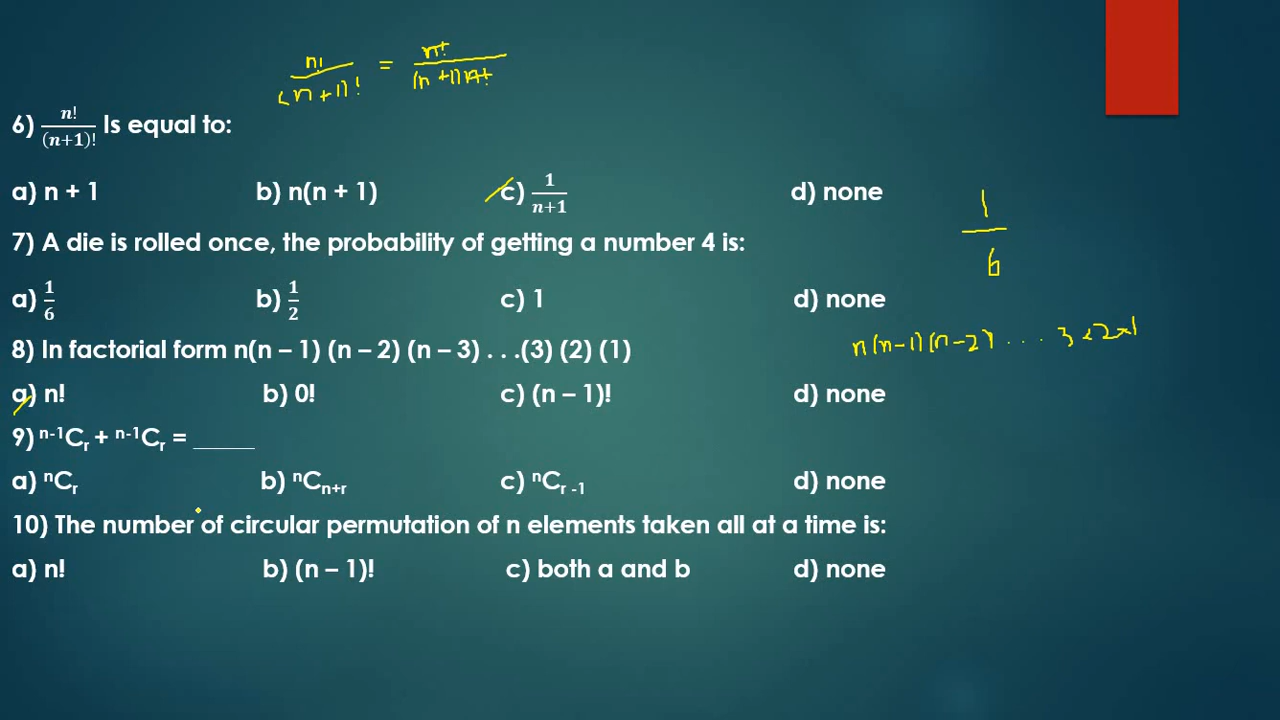 n! / (n+1)! = n! / (n+1)n!
6) n!/(n+1)! Is equal to:
a) n + 1 b) n(n + 1) c) 1/n+1 d) none
1/6
7) A die is rolled once, the probability of getting a number 4 is:
a) 1/6 b) 1/2 c) 1 d) none
n(n-1)(n-2) . . . . 3×2×1
8) In factorial form n(n – 1) (n – 2) (n – 3) . . .(3) (2) (1)
a) n! b) 0! c) (n – 1)! d) none
9) ⁿ⁻¹Cᵣ + ⁿ⁻¹Cᵣ = _____
a) ⁿCᵣ b) ⁿCₙ₊ᵣ c) ⁿCᵣ ₋₁ d) none
10) The number of circular permutation of n elements taken all at a time is:
a) n! b) (n – 1)! c) both a and b d) none